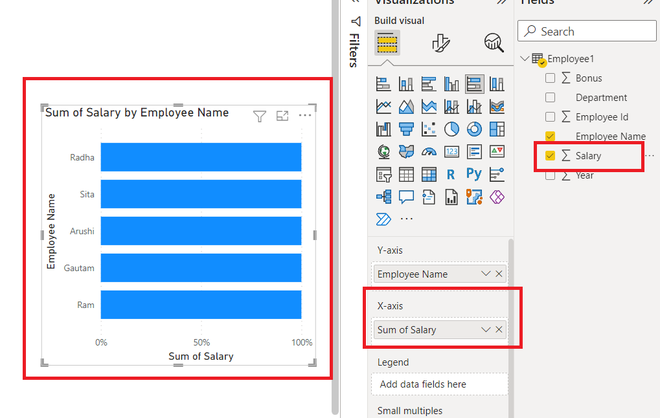 Visualizations
Fields
Build visual
Filters
Search
Employee1
Bonus
Department
Employee Id
Employee Name
Salary
Year
Sum of Salary by Employee Name
Employee Name
Radha
Sita
Arushi
Gautam
Ram
0%
50%
100%
Sum of Salary
123
R
Py
Y-axis
Employee Name
X-axis
Sum of Salary
Legend
Add data fields here
Small multiples